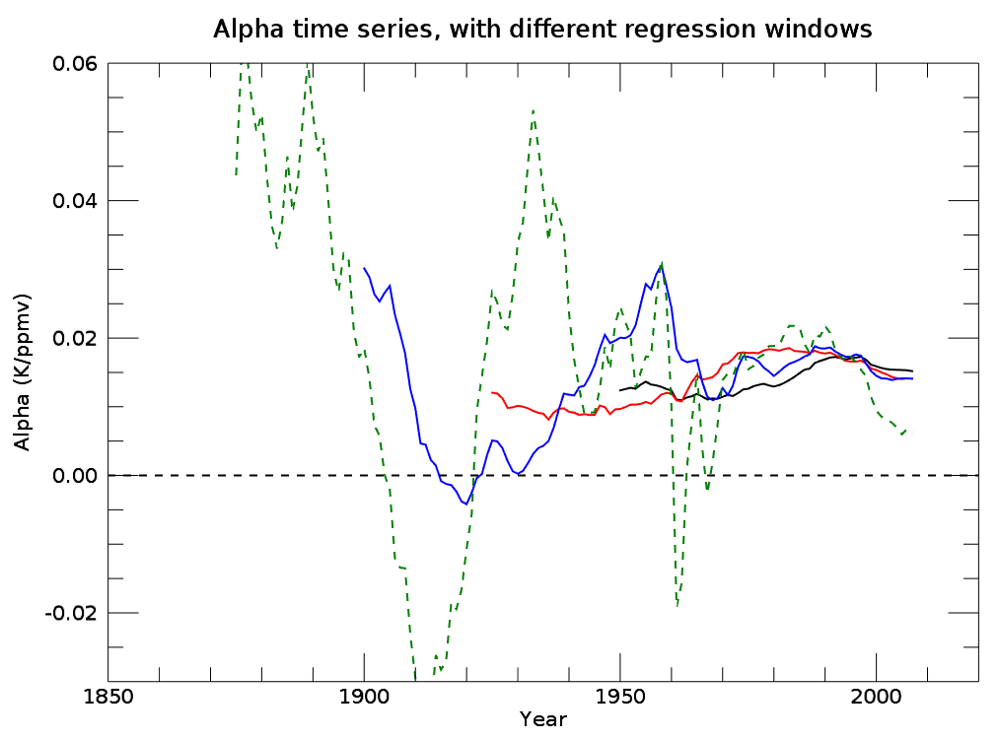 Alpha time series, with different regression windows
0.06
0.04
0.02
0.00
-0.02
Alpha (K/ppmv)
1850 1900 1950 2000
Year